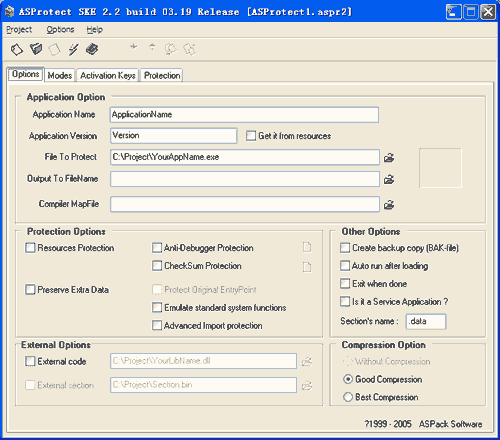 ASProtect SKE 2.2 build 03.19 Release [ASProtect1.aspr2]
Project Options Help
Options Modes Activation Keys Protection
Application Option
Application Name ApplicationName
Application Version Version Get it from resources
File To Protect C:\Project\YourAppName.exe
Output To FileName
Compiler MapFile
Protection Options
Resources Protection Anti-Debugger Protection
CheckSum Protection
Preserve Extra Data Protect Original EntryPoint
Emulate standard system functions
Advanced Import protection
Other Options
Create backup copy (BAK-file)
Auto run after loading
Exit when done
Is it a Service Application ?
Section's name : .data
External Options
External code C:\Project\YourLibName.dll
External section C:\Project\Section.bin
Compression Option
Without Compression
Good Compression
Best Compression
?1999 - 2005 ASPack Software